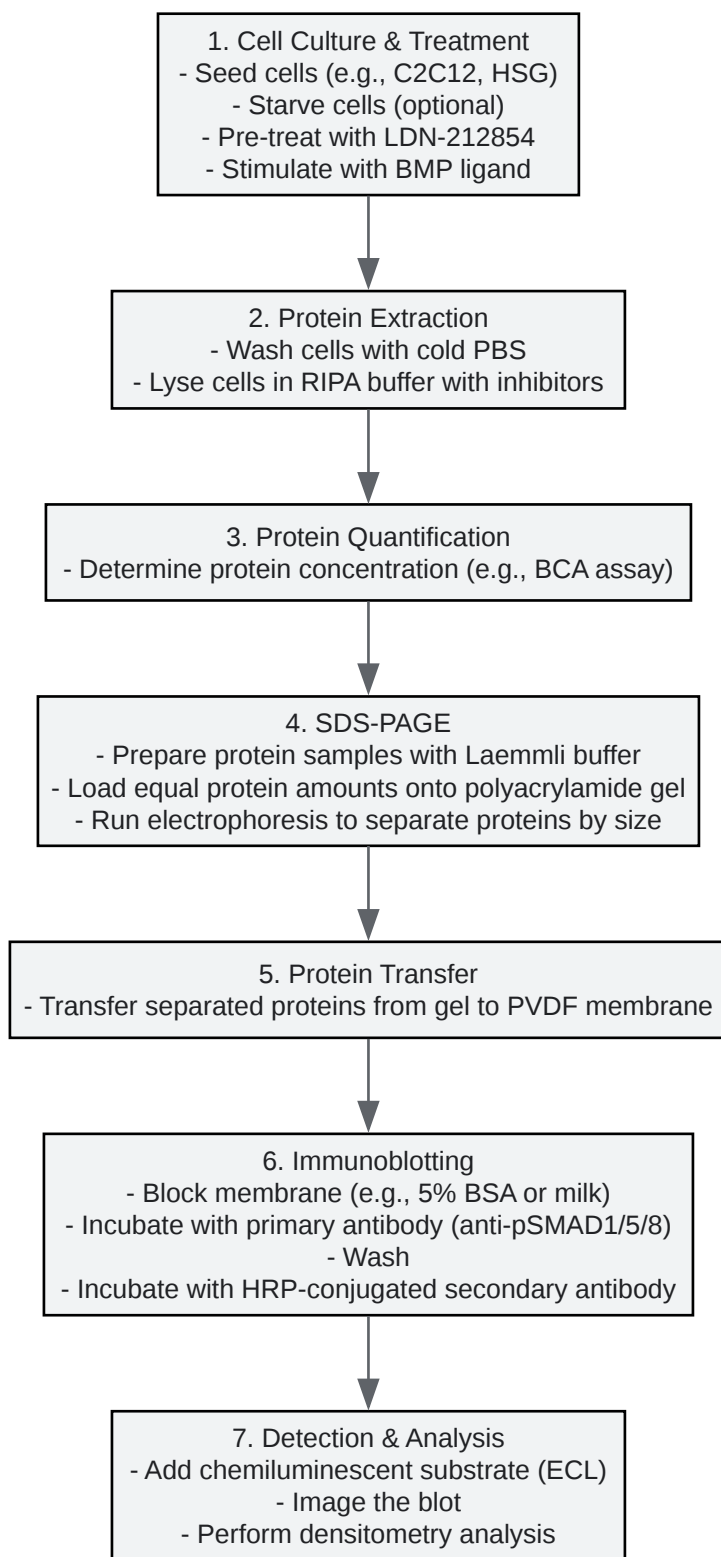 1. Cell Culture & Treatment
- Seed cells (e.g., C2C12, HSG)
- Starve cells (optional)
- Pre-treat with LDN-212854
- Stimulate with BMP ligand
2. Protein Extraction
- Wash cells with cold PBS
- Lyse cells in RIPA buffer with inhibitors
3. Protein Quantification
- Determine protein concentration (e.g., BCA assay)
4. SDS-PAGE
- Prepare protein samples with Laemmli buffer
- Load equal protein amounts onto polyacrylamide gel
- Run electrophoresis to separate proteins by size
5. Protein Transfer
- Transfer separated proteins from gel to PVDF membrane
6. Immunoblotting
- Block membrane (e.g., 5% BSA or milk)
- Incubate with primary antibody (anti-pSMAD1/5/8)
- Wash
- Incubate with HRP-conjugated secondary antibody
7. Detection & Analysis
- Add chemiluminescent substrate (ECL)
- Image the blot
- Perform densitometry analysis